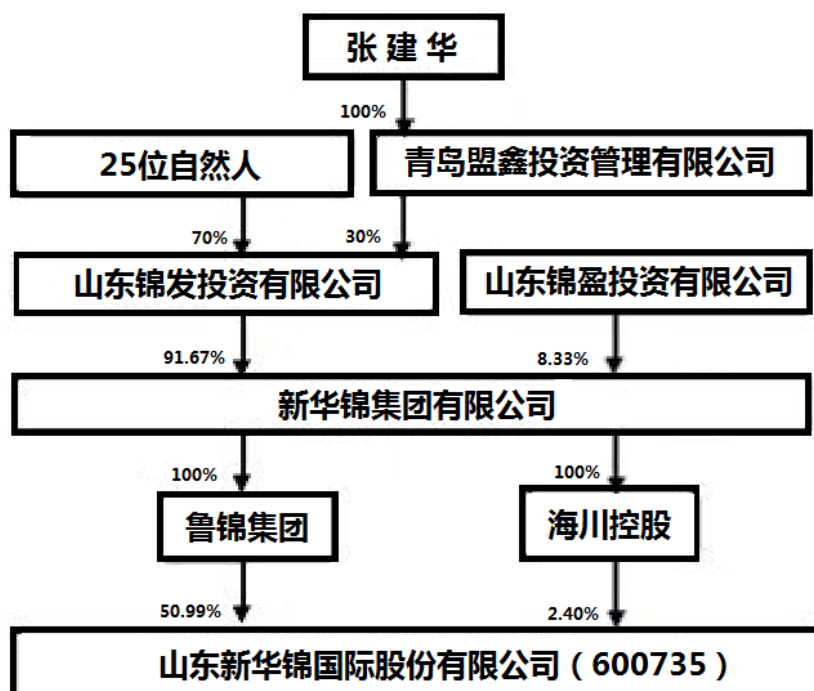 张建华
100%
25位自然人
青岛盟鑫投资管理有限公司
70%
30%
山东锦发投资有限公司
山东锦盈投资有限公司
91.67%
8.33%
新华锦集团有限公司
100%
100%
鲁锦集团
海川控股
50.99%
2.40%
山东新华锦国际股份有限公司（600735）